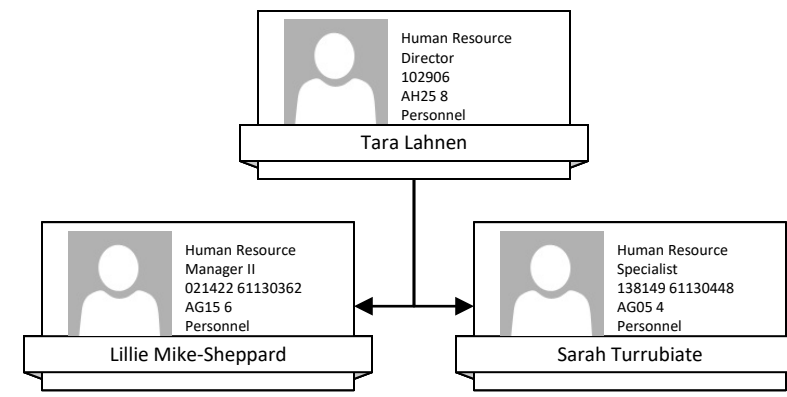 Human Resource
Director
102906
AH25 8
Personnel
Tara Lahnen
Human Resource
Manager II
021422 61130362
AG15 6
Personnel
Lillie Mike-Sheppard
Human Resource
Specialist
138149 61130448
AG05 4
Personnel
Sarah Turrubiate